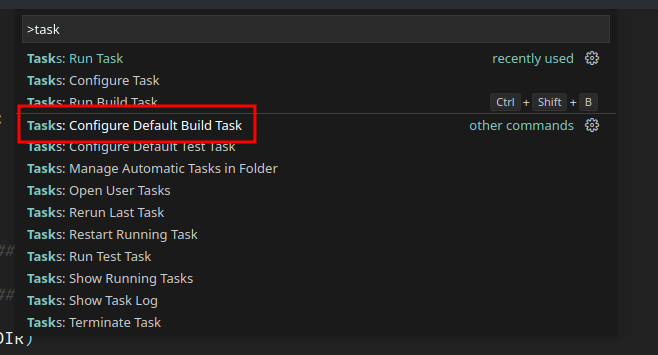 >task
Tasks: Run Task recently used
Tasks: Configure Task
Tasks: Run Build Task Ctrl + Shift + B
Tasks: Configure Default Build Task other commands
Tasks: Configure Default Test Task
Tasks: Manage Automatic Tasks in Folder
Tasks: Open User Tasks
Tasks: Rerun Last Task
Tasks: Restart Running Task
##
Tasks: Run Test Task
Tasks: Show Running Tasks
##
Tasks: Show Task Log
Tasks: Terminate Task
DIR)